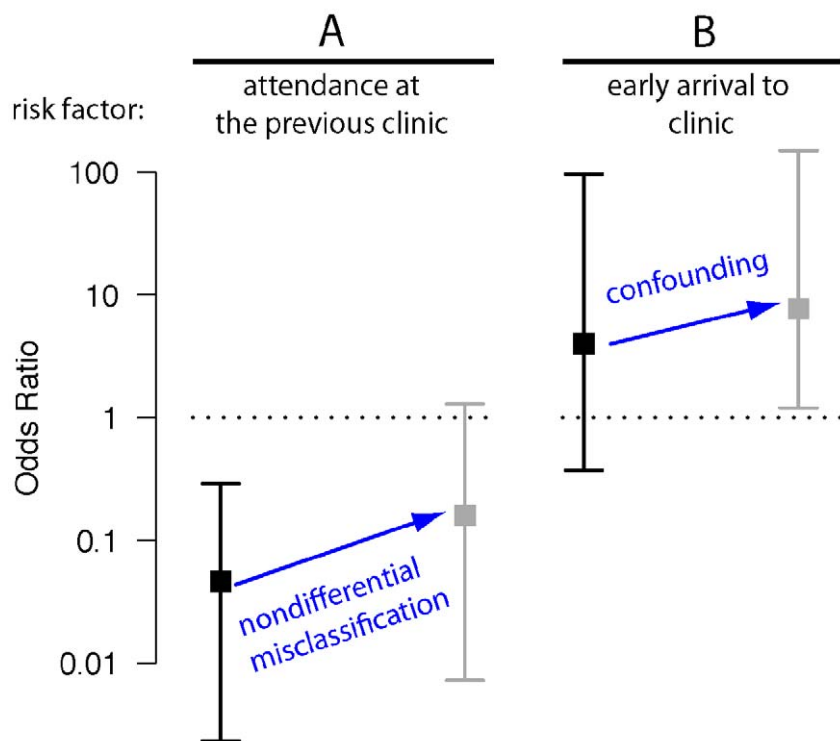 A
B
risk factor:
attendance at
the previous clinic
early arrival to
clinic
100
10
1
0.1
0.01
Odds Ratio
confounding
nondifferential
misclassification